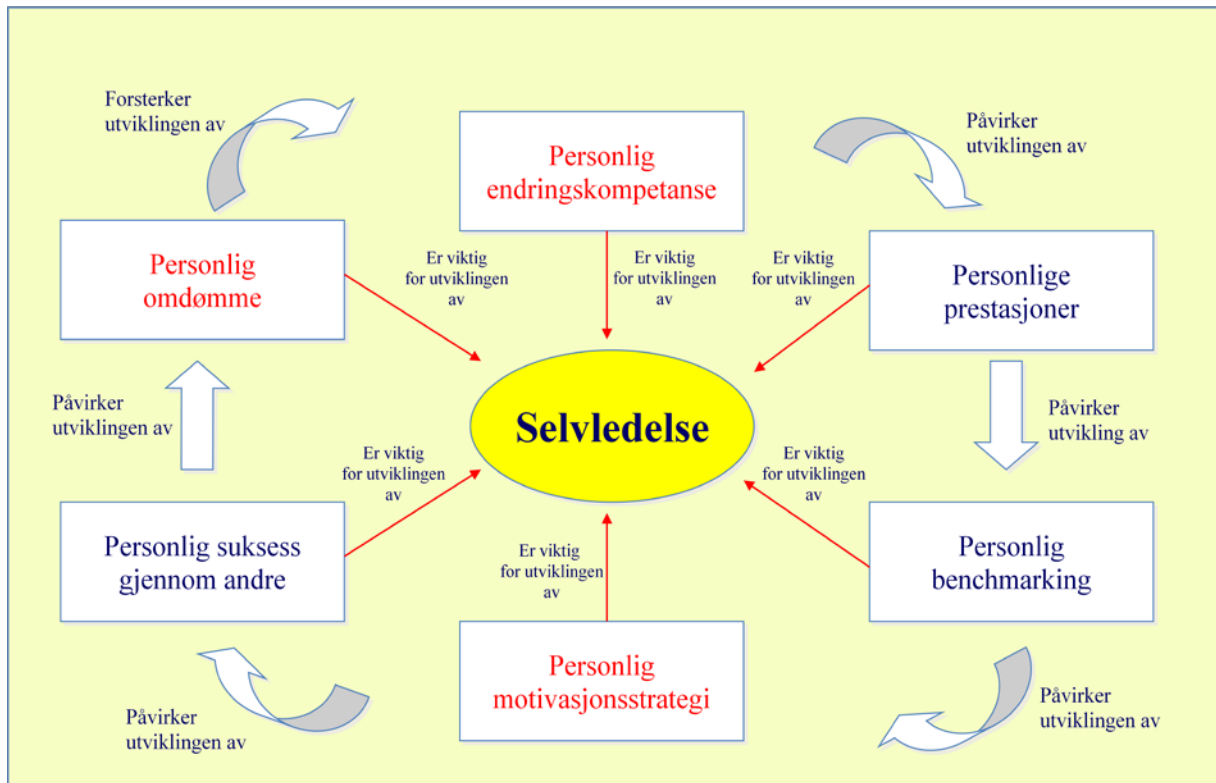 Forsterker
utviklingen av
Personlig
endringskompetanse
Påvirker
utviklingen av
Personlig
omdømme
Er viktig
for utviklingen
av
Er viktig
for utviklingen
av
Er viktig
for utviklingen
av
Personlige
prestasjoner
Påvirker
utviklingen av
Selvledelse
Påvirker
utvikling av
Er viktig
for utviklingen
av
Er viktig
for utviklingen
av
Personlig suksess
gjennom andre
Er viktig
for utviklingen
av
Personlig
benchmarking
Personlig
motivasjonsstrategi
Påvirker
utviklingen av
Påvirker
utviklingen av